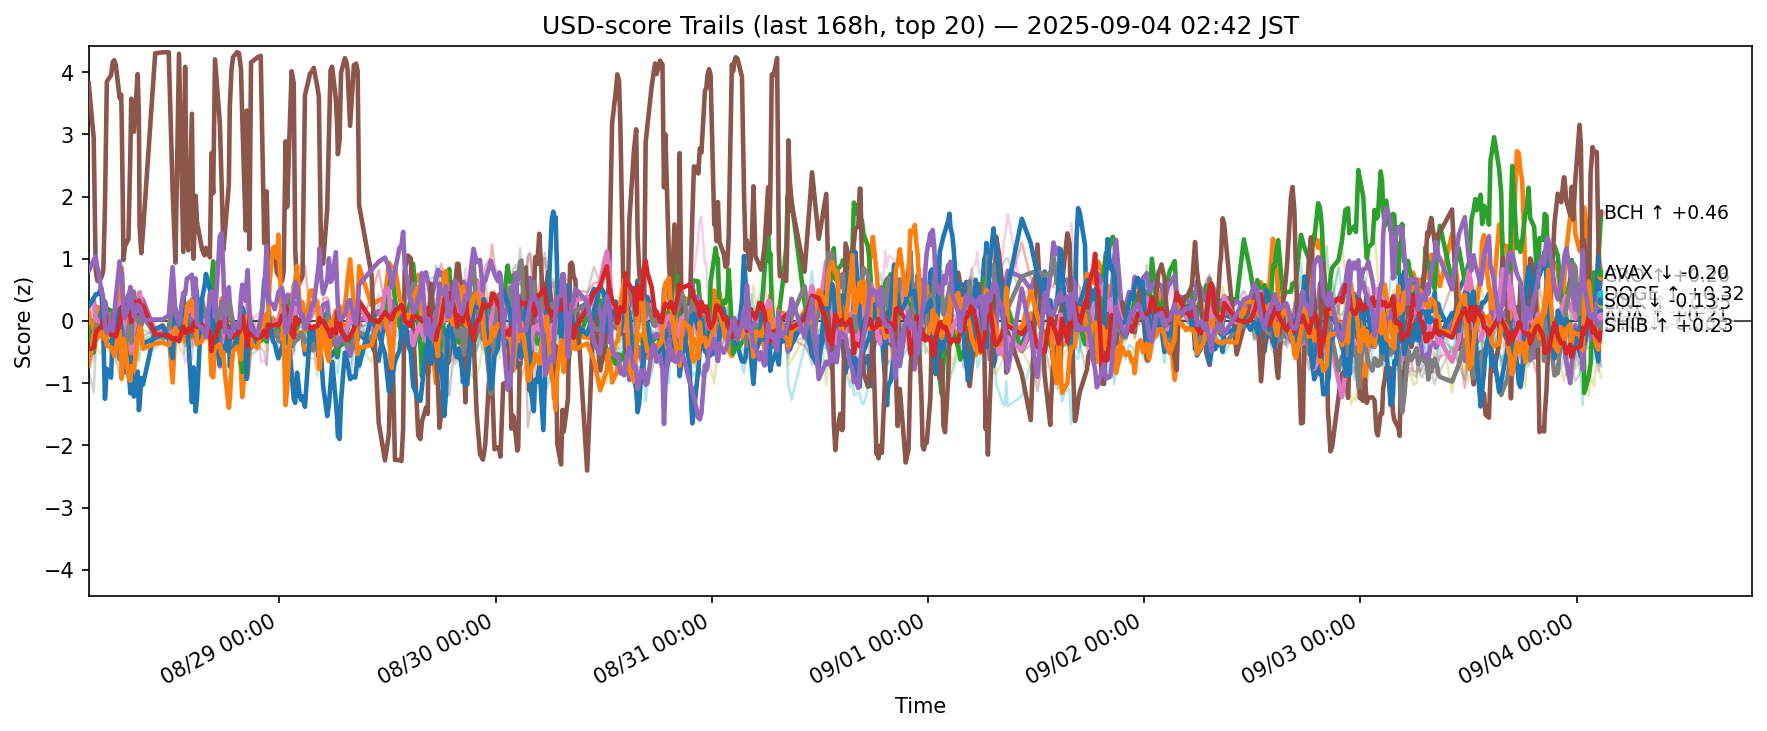 USD-score Trails (last 168h, top 20) — 2025-09-04 02:42 JST
Score (z)
4
3
2
1
0
−1
−2
−3
−4
BCH ↑ +0.46
AVAX ↓ -0.20
DOGE ↑ +0.32
SOL
0.13
SHIB ↑ +0.23
08/29 00:00
08/30 00:00
08/31 00:00
09/01 00:00
09/02 00:00
09/03 00:00
09/04 00:00
Time